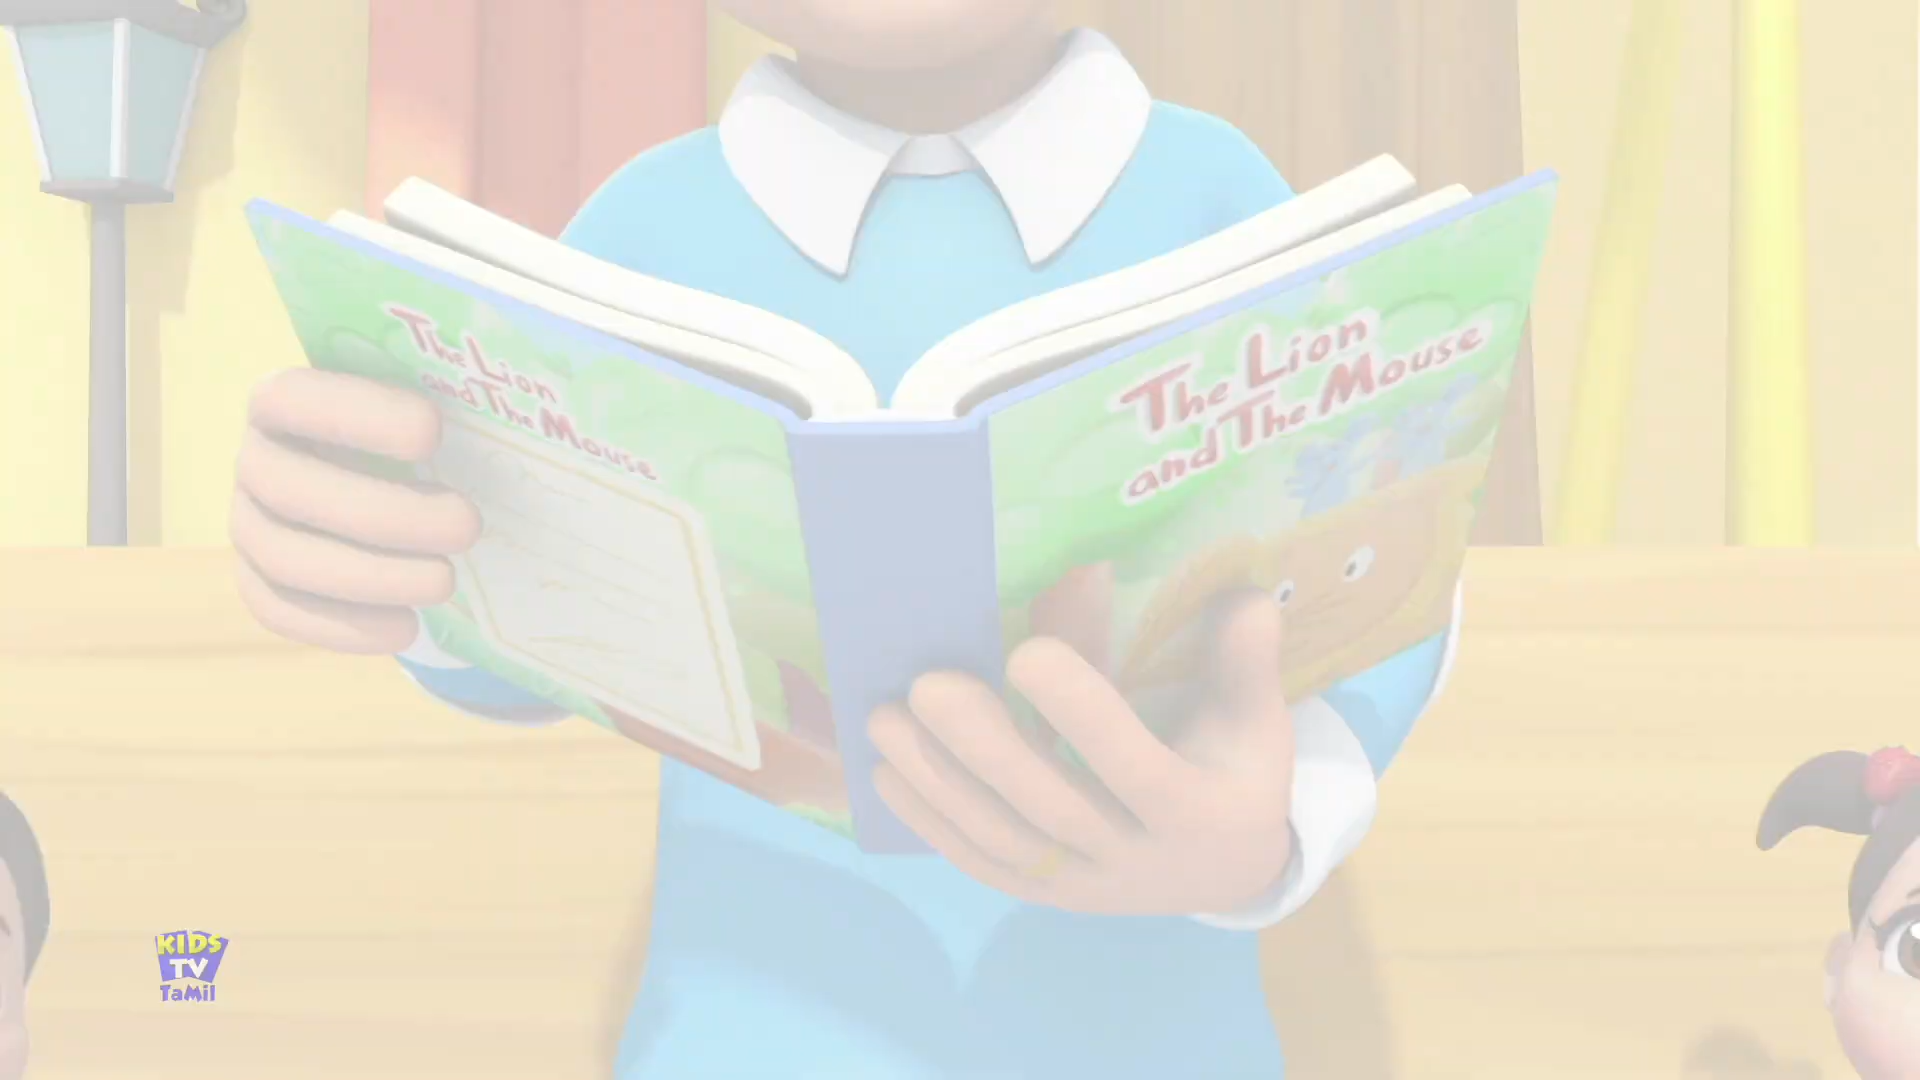 The Lion
and The Mouse
The Lion
and The Mouse
KIDS
TV
TaMil